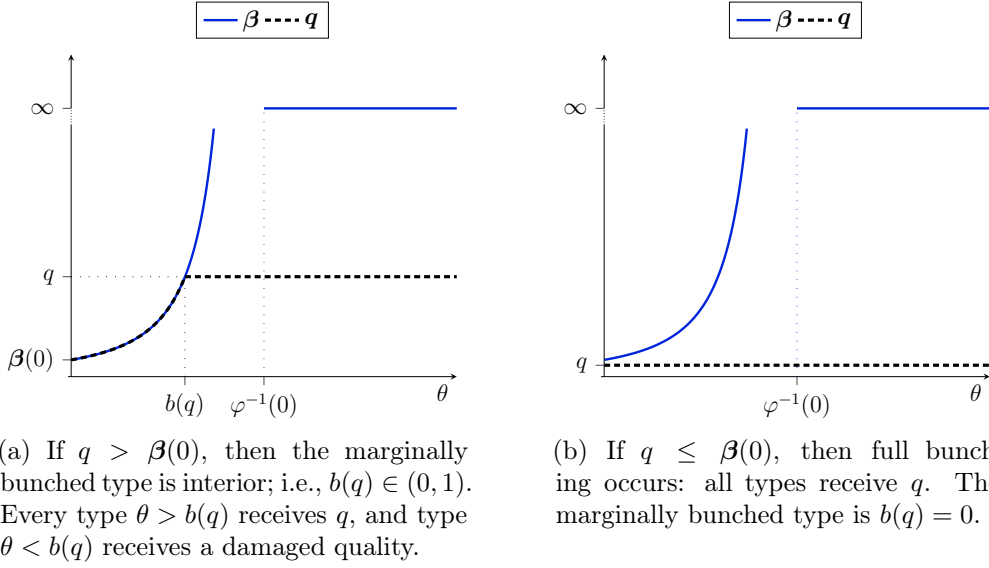 β q
β q
∞
q
β(0)
b(q)
φ⁻¹(0)
θ
∞
q
φ⁻¹(0)
θ
a) If q > β(0), then the marginally
bunched type is interior; i.e., b(q) ∈ (0, 1).
Every type θ > b(q) receives q, and type
θ < b(q) receives a damaged quality.
(b) If q ≤ β(0), then full bunch
ing occurs: all types receive q. Th
marginally bunched type is b(q) = 0.